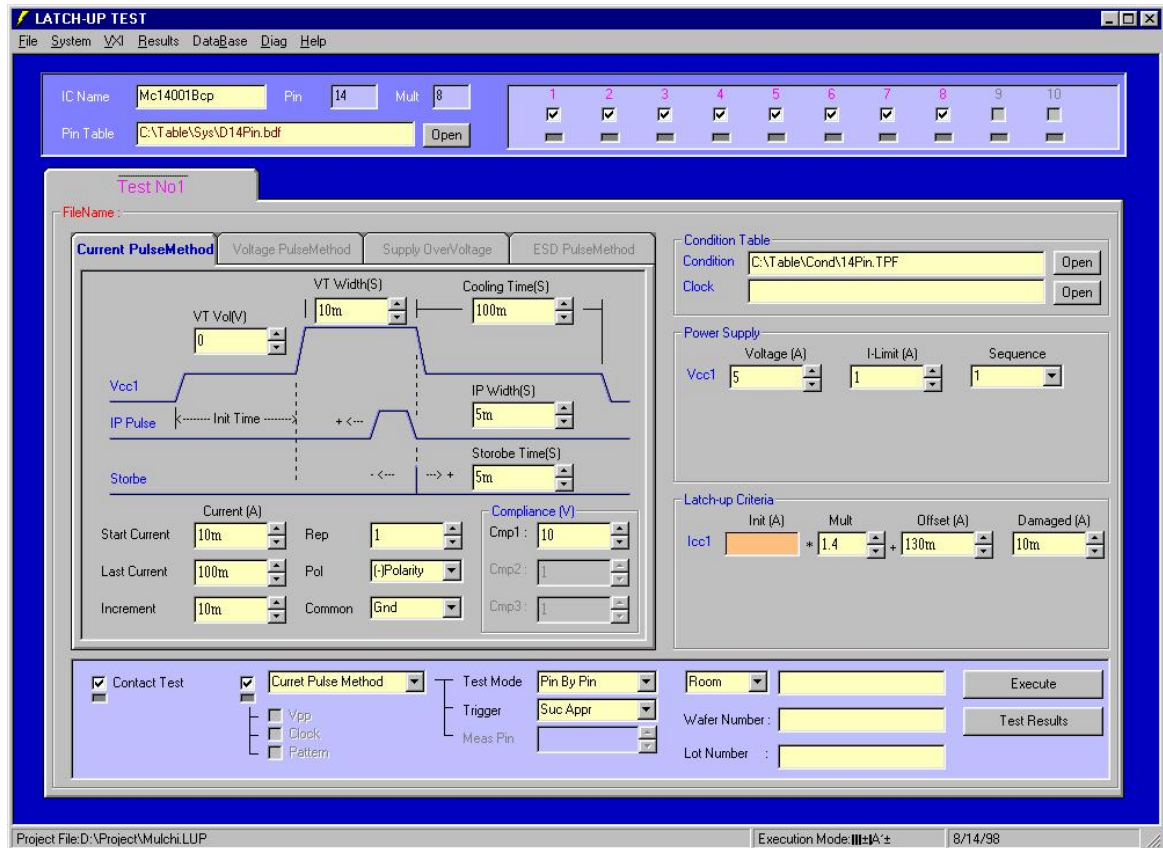 LATCH-UP TEST
File System VXI Results DataBase Diag Help
IC Name Mc14001Bcp Pin 14 Mult 8 1 2 3 4 5 6 7 8 9 10
Pin Table C:\Table\Sys\D14Pin.bdf Open
Test No1
FileName :
Current PulseMethod Voltage PulseMethod Supply OverVoltage ESD PulseMethod
VT Width(S) Cooling Time(S)
10m 100m
VT Vol(V)
0
Vcc1
IP Width(S)
5m
IP Pulse <------- Init Time -------> + <---
Storobe Time(S)
Storbe - <--- ---> + 5m
Current (A)
Start Current 10m Rep 1
Last Current 100m Pol (-)Polarity
Increment 10m Common Gnd
Compliance (V)
Cmp1 : 10
Cmp2 : 1
Cmp3 : 1
Condition Table
Condition C:\Table\Cond\14Pin.TPF Open
Clock Open
Power Supply
Voltage (A) I-Limit (A) Sequence
Vcc1 5 1 1
Latch-up Criteria
Init (A) Mult Offset (A) Damaged (A)
Icc1 * 1.4 + 130m 10m
Contact Test Curret Pulse Method Test Mode Pin By Pin Room Execute
Vpp Trigger Suc Appr Wafer Number : Test Results
Clock
Pattern Meas Pin Lot Number :
Project File:D:\Project\Mulchi.LUP Execution Mode: 8/14/98